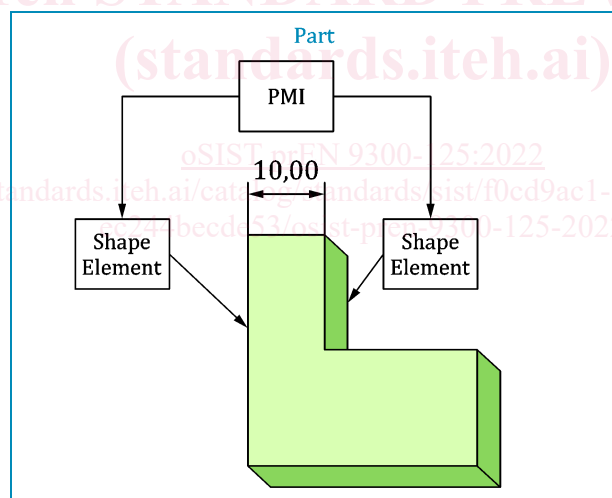 Part
(standards.iteh.ai)
PMI
oSIST prEN 9300-125:2022
10,00
Shape
Element
Shape
Element